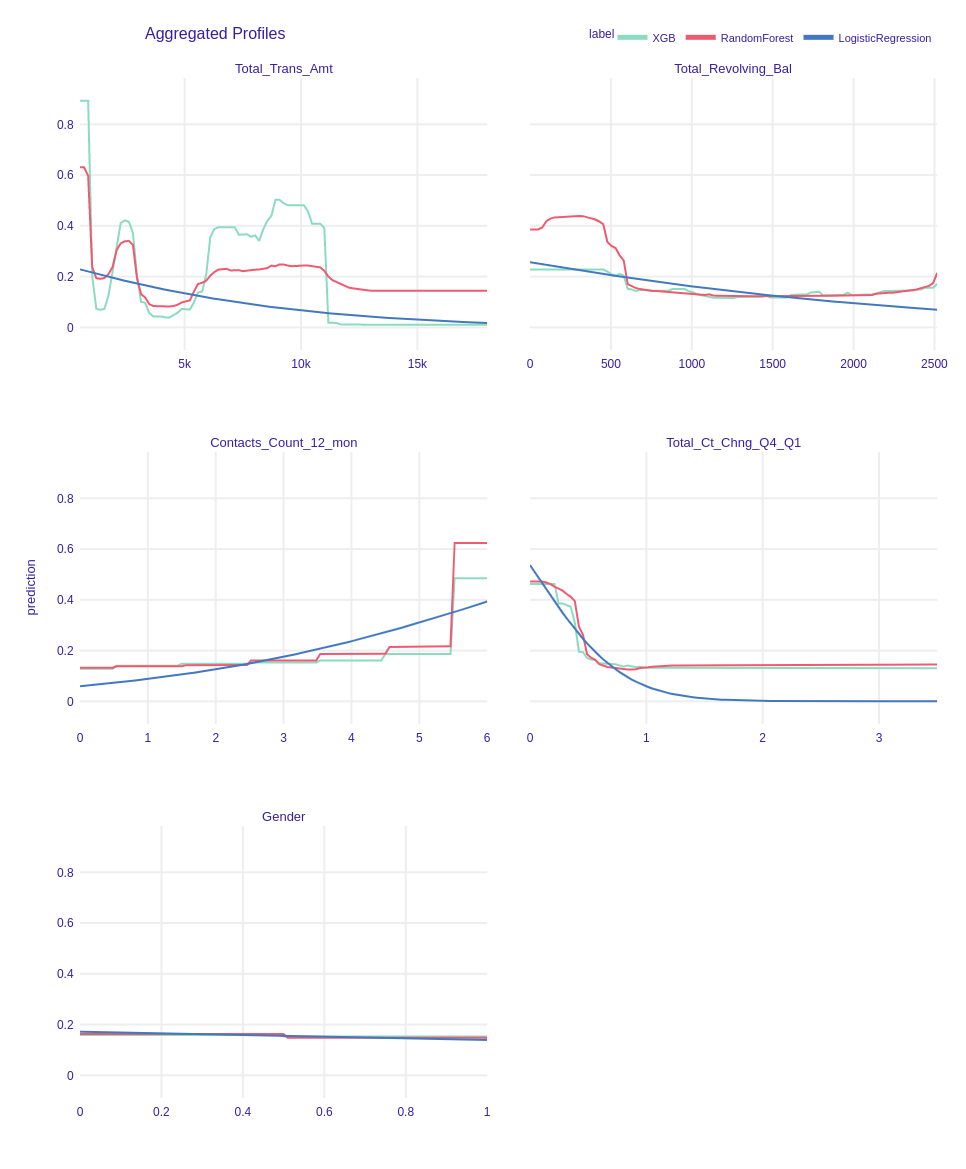 Aggregated Profiles
label XGB RandomForest LogisticRegression
Total_Trans_Amt Total_Revolving_Bal
0.8
0.6
0.4
0.2
0
5k 10k 15k 0 500 1000 1500 2000 2500
Contacts_Count_12_mon Total_Ct_Chng_Q4_Q1
0.8
0.6
prediction
0.4
0.2
0
0 1 2 3 4 5 6 0 1 2 3
Gender
0.8
0.6
0.4
0.2
0
0 0.2 0.4 0.6 0.8 1